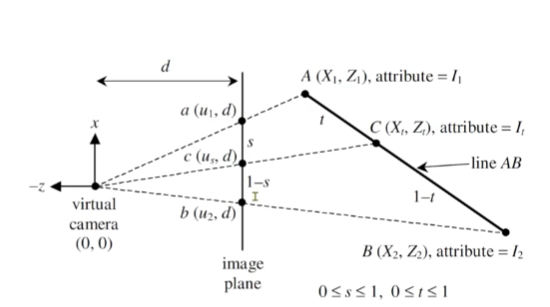 d
A (X₁, Z₁), attribute = I₁
a (u₁, d)
t
x
s
C (Xₜ, Zₜ), attribute = Iₜ
c (uₛ, d)
line AB
–z
1–s
1–t
virtual
camera
(0, 0)
b (u₂, d)
B (X₂, Z₂), attribute = I₂
image
plane
0 ≤ s ≤ 1, 0 ≤ t ≤ 1